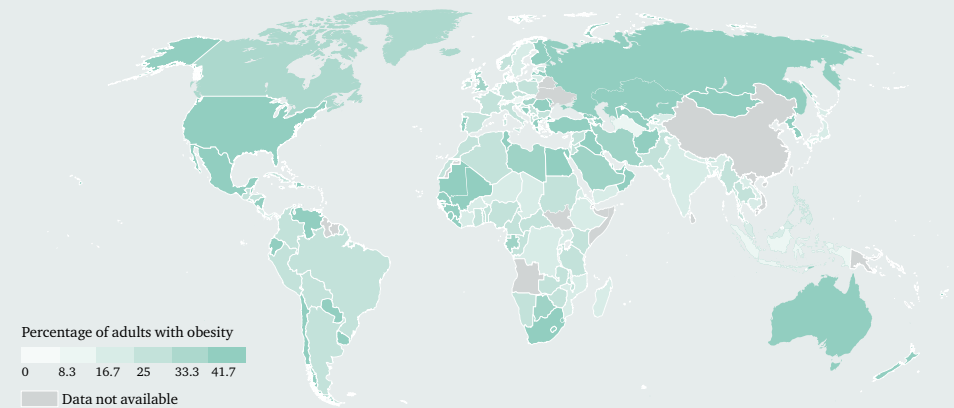 Percentage of adults with obesity
0 8.3 16.7 25 33.3 41.7
Data not available